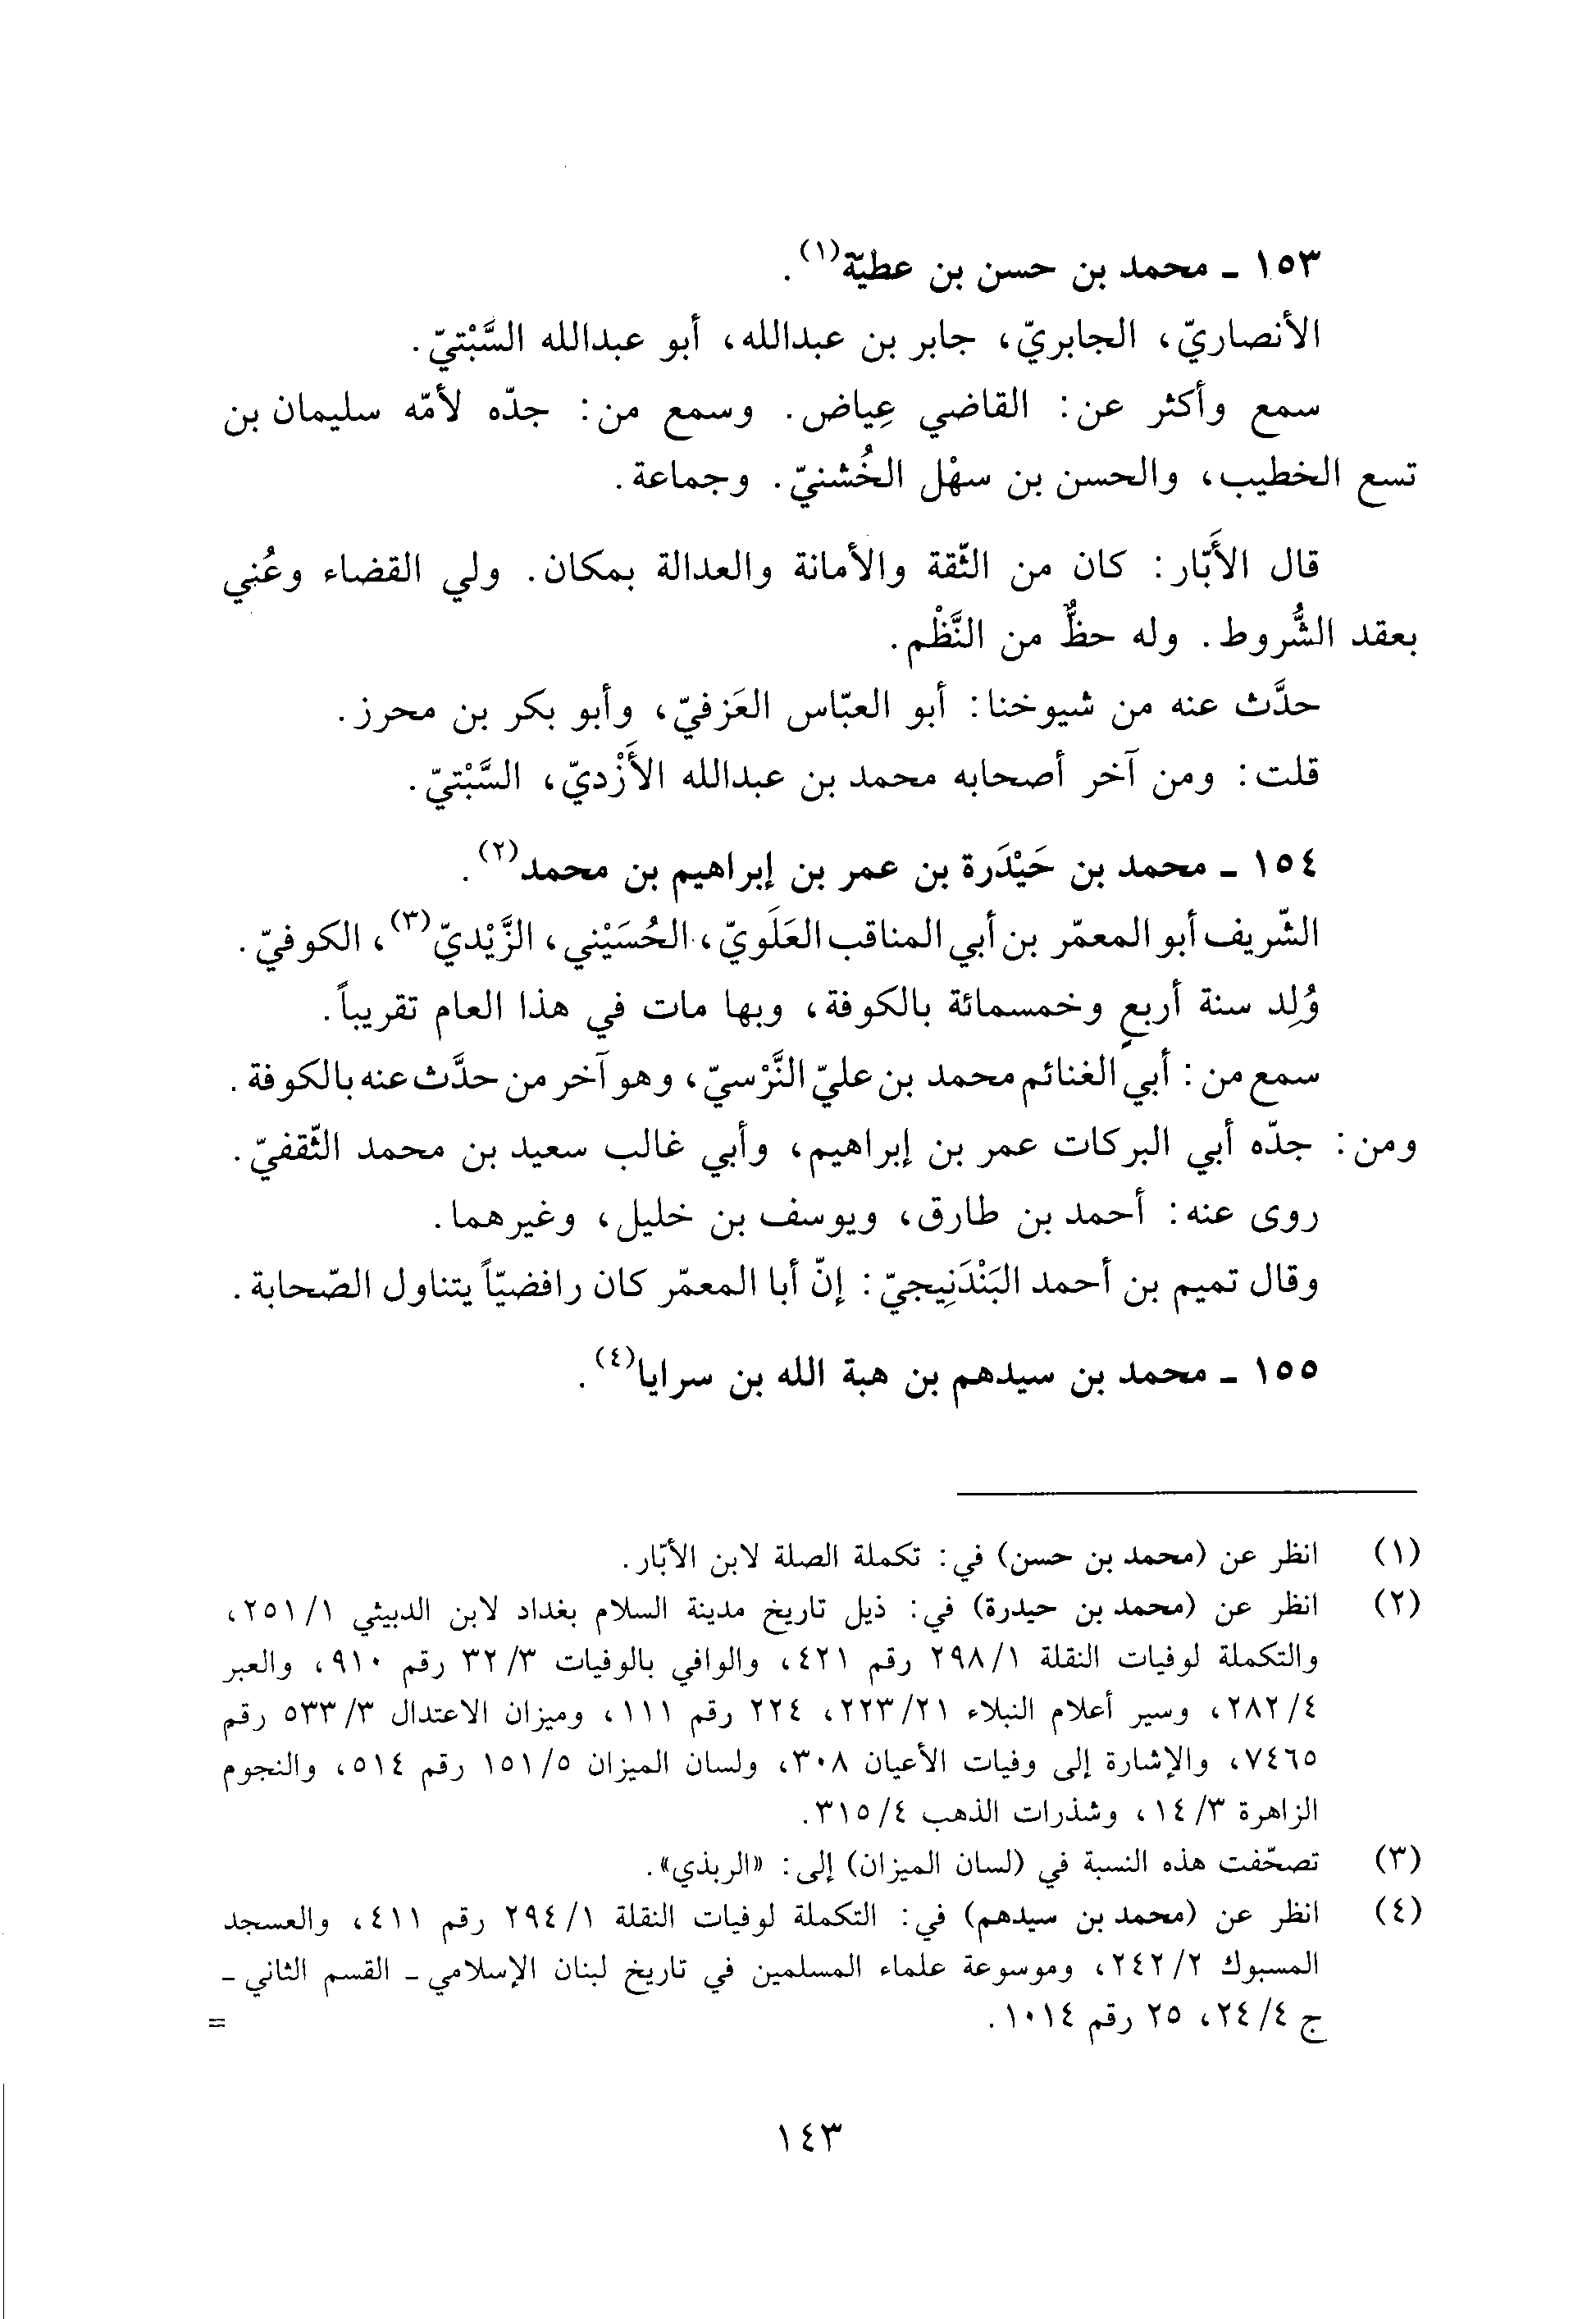 ١٥٣ ـ محمد بن حسن بن عطيّة(١).
الأنصاريّ، الجابريّ، جابر بن عبدالله، أبو عبدالله السَّبْتيّ.
سمع وأكثر عن: القاضي عِياض. وسمع من: جدّه لأمّه سليمان بن
تسع الخطيب، والحسن بن سهْل الخُشنيّ. وجماعة.
قال الأَبّار: كان من الثّقة والأمانة والعدالة بمكان. ولي القضاء وعُنِي
بعقد الشُّروط. وله حظٌّ من النَّظْم.
حدَّث عنه من شيوخنا: أبو العبّاس العَزفيّ، وأبو بكر بن محرز.
قلت: ومن آخر أصحابه محمد بن عبدالله الأَزْديّ، السَّبْتيّ.
١٥٤ ـ محمد بن حَيْدَرة بن عمر بن إبراهيم بن محمد(٢).
الشّريف أبو المعمّر بن أبي المناقب العَلَويّ، الحُسَيْني، الزَّيْديّ(٣)، الكوفيّ.
وُلِد سنة أربعٍ وخمسمائة بالكوفة، وبها مات في هذا العام تقريباً.
سمع من: أبي الغنائم محمد بن عليّ النَّرْسيّ، وهو آخر من حدَّث عنه بالكوفة.
ومن: جدّه أبي البركات عمر بن إبراهيم، وأبي غالب سعيد بن محمد الثّقفيّ.
روى عنه: أحمد بن طارق، ويوسف بن خليل، وغيرهما.
وقال تميم بن أحمد البَنْدَنِيجيّ: إنّ أبا المعمّر كان رافضيّاً يتناول الصّحابة.
١٥٥ ـ محمد بن سيدهم بن هبة الله بن سرايا(٤).
(١) انظر عن (محمد بن حسن) في: تكملة الصلة لابن الأبّار.
(٢) انظر عن (محمد بن حيدرة) في: ذيل تاريخ مدينة السلام بغداد لابن الدبيثي ٢٥١/١،
والتكملة لوفيات النقلة ٢٩٨/١ رقم ٤٢١، والوافي بالوفيات ٣٢/٣ رقم ٩١٠، والعبر
٢٨٢/٤، وسير أعلام النبلاء ٢٢٣/٢١، ٢٢٤ رقم ١١١، وميزان الاعتدال ٥٣٣/٣ رقم
٧٤٦٥، والإشارة إلى وفيات الأعيان ٣٠٨، ولسان الميزان ١٥١/٥ رقم ٥١٤، والنجوم
الزاهرة ١٤/٣، وشذرات الذهب ٣١٥/٤.
(٣) تصحّفت هذه النسبة في (لسان الميزان) إلى: «الربذي».
(٤) انظر عن (محمد بن سيدهم) في: التكملة لوفيات النقلة ٢٩٤/١ رقم ٤١١، والعسجد
المسبوك ٢٤٢/٢، وموسوعة علماء المسلمين في تاريخ لبنان الإسلامي ـ القسم الثاني ـ
ج ٢٤/٤، ٢٥ رقم ١٠١٤. =
١٤٣